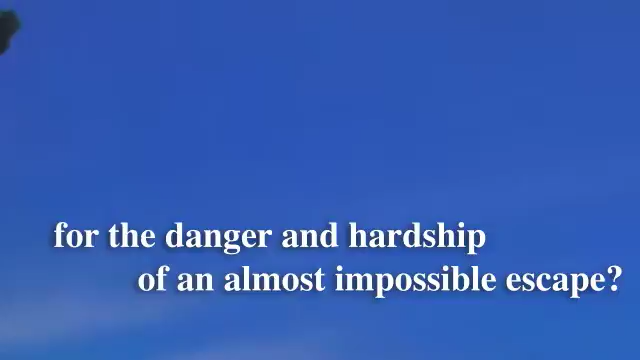 for the danger and hardship
of an almost impossible escape?